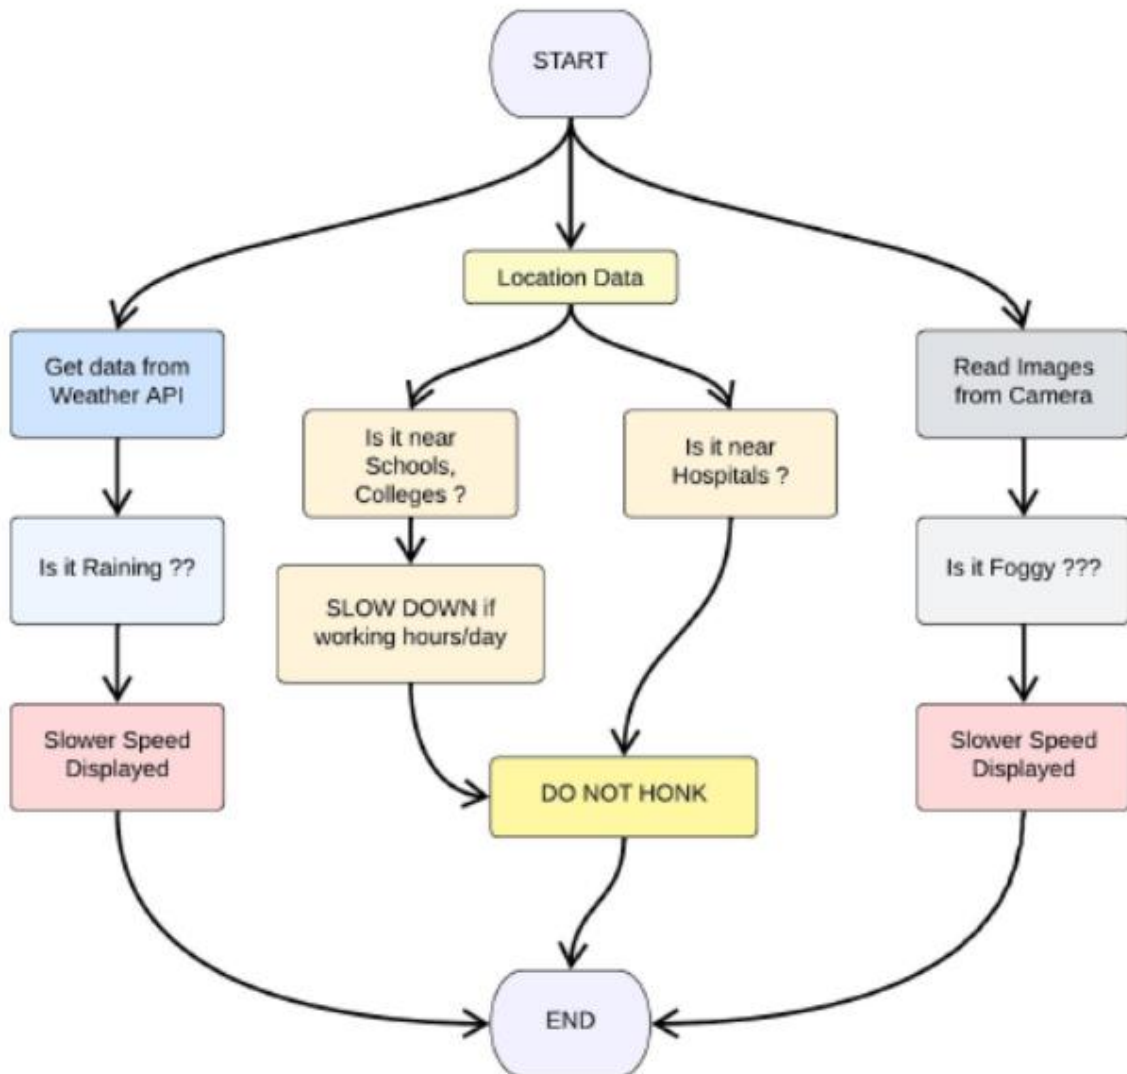 START
Location Data
Get data from
Weather API
Read Images
from Camera
Is it near
Schools,
Colleges ?
Is it near
Hospitals ?
Is it Raining ??
Is it Foggy ???
SLOW DOWN if
working hours/day
Slower Speed
Displayed
Slower Speed
Displayed
DO NOT HONK
END